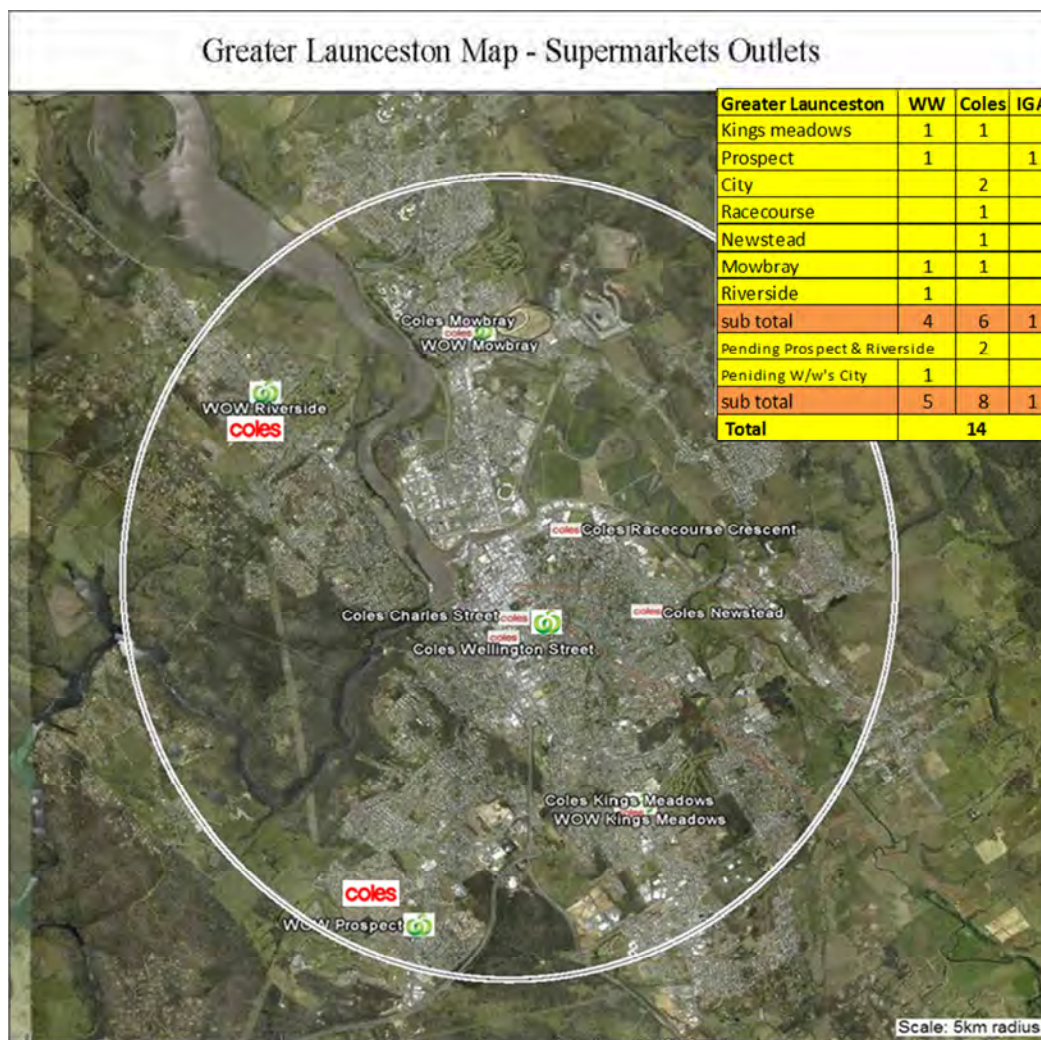 Greater Launceston Map - Supermarkets Outlets
Greater Launceston WW Coles IGA
Kings meadows 1 1
Prospect 1 1
City 2
Racecourse 1
Newstead 1
Mowbray 1 1
Riverside 1
sub total 4 6 1
Pending Prospect & Riverside 2
Peniding W/w's City 1
sub total 5 8 1
Total 14
Coles Mowbray
coles
WOW Mowbray
WOW Riverside
coles
coles Coles Racecourse Crescent
Coles Charles Street coles
coles Coles Newstead
coles
Coles Wellington Street
Coles Kings Meadows
coles
WOW Kings Meadows
coles
WOW Prospect
Scale: 5km radius